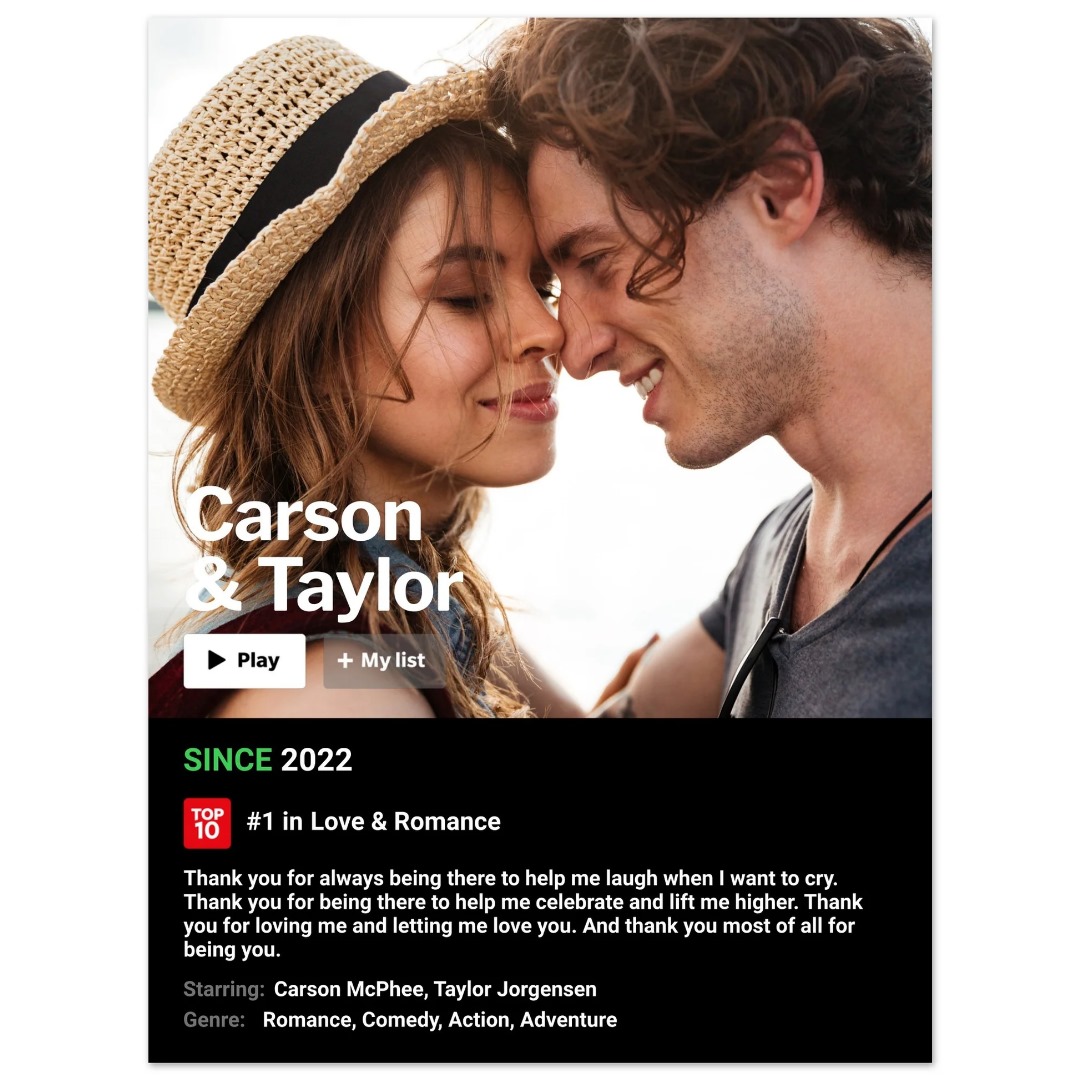 Carson
& Taylor
Play
+ My list
SINCE 2022
TOP
10
#1 in Love & Romance
Thank you for always being there to help me laugh when I want to cry.
Thank you for being there to help me celebrate and lift me higher. Thank
you for loving me and letting me love you. And thank you most of all for
being you.
Starring: Carson McPhee, Taylor Jorgensen
Genre: Romance, Comedy, Action, Adventure